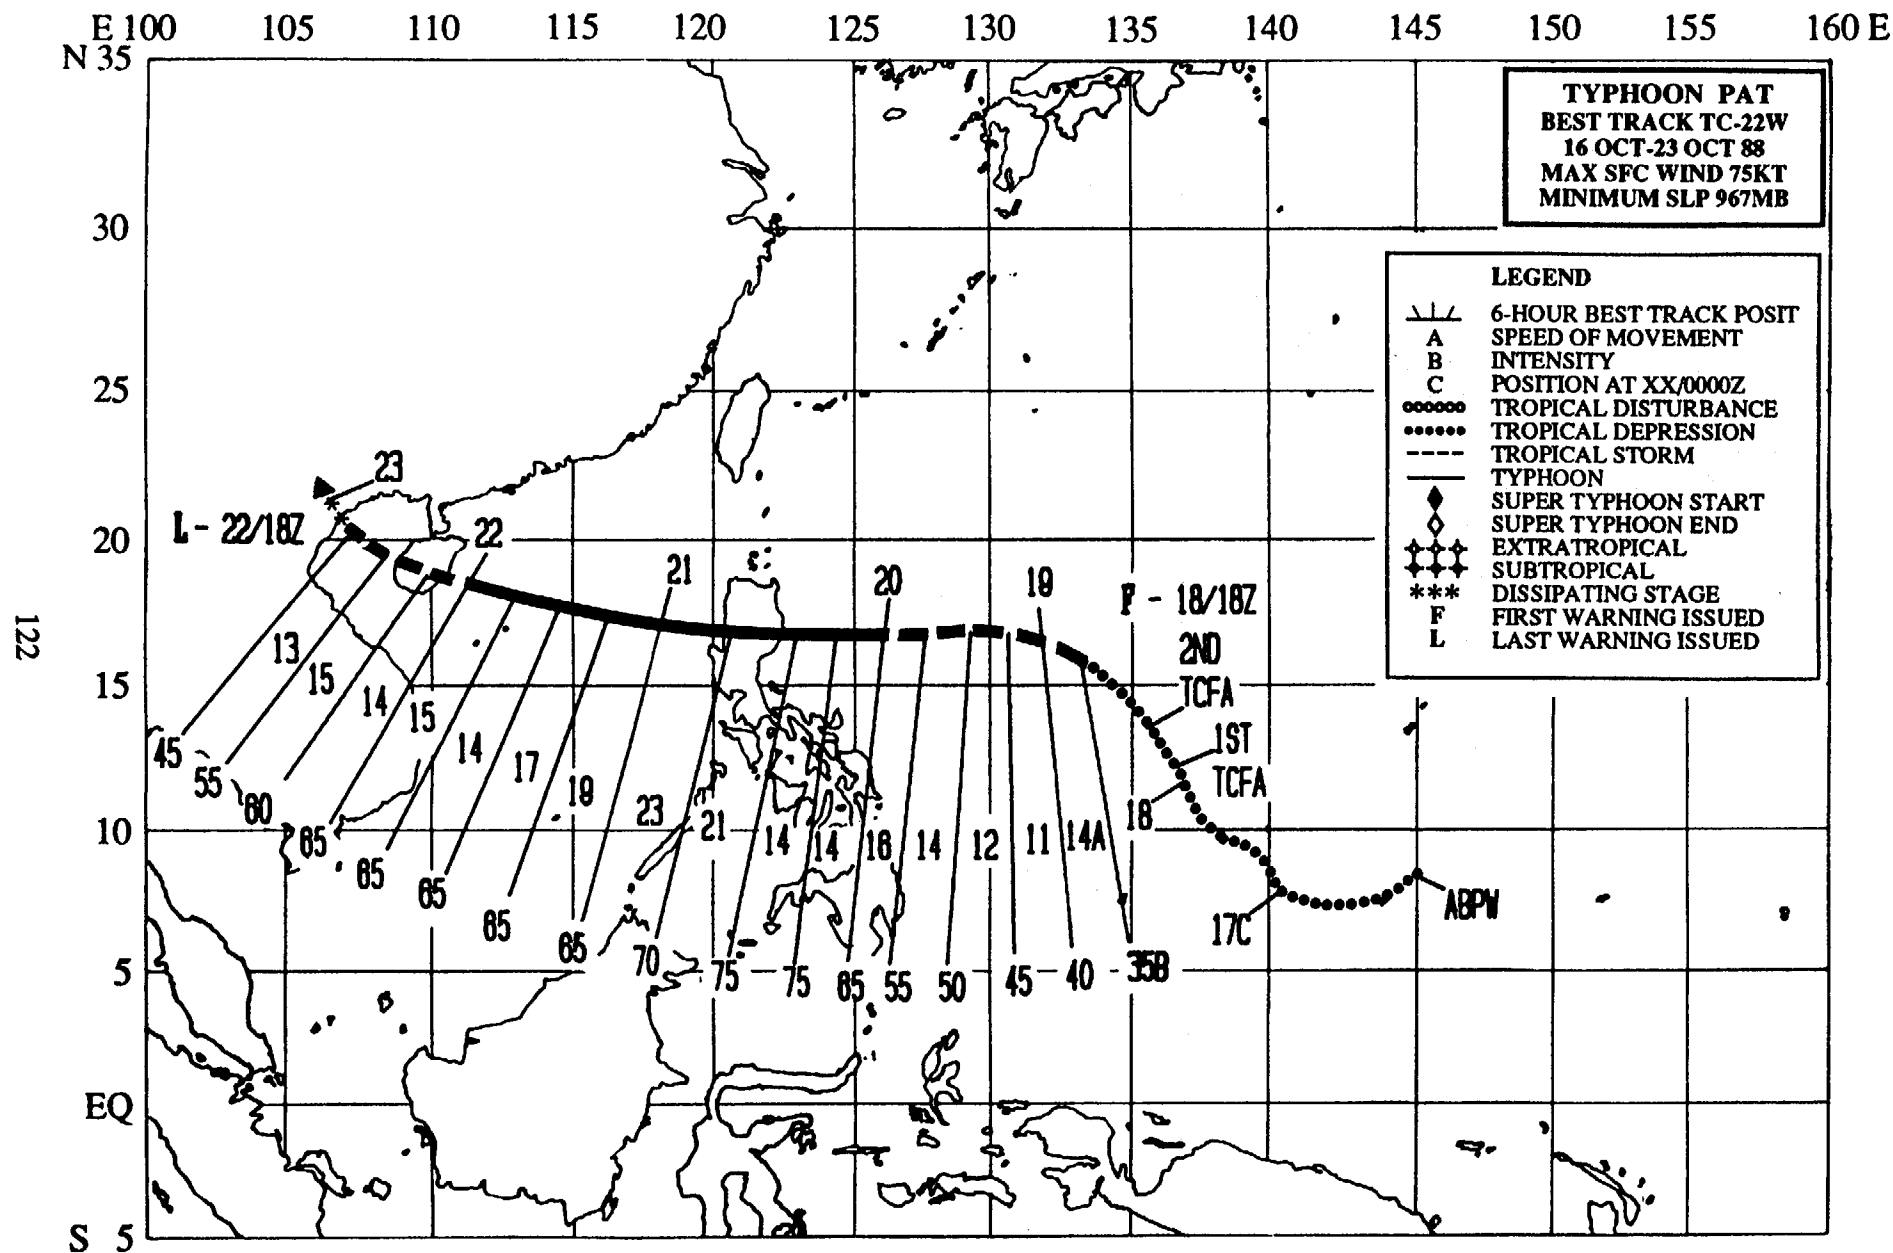 E 100 105 110 115 120 125 130 135 140 145 150 155 160 E
N 35
TYPHOON PAT
BEST TRACK TC-22W
16 OCT-23 OCT 88
MAX SFC WIND 75KT
MINIMUM SLP 967MB
30
LEGEND
6-HOUR BEST TRACK POSIT
A SPEED OF MOVEMENT
B INTENSITY
C POSITION AT XX/0000Z
TROPICAL DISTURBANCE
TROPICAL DEPRESSION
TROPICAL STORM
TYPHOON
SUPER TYPHOON START
SUPER TYPHOON END
EXTRATROPICAL
SUBTROPICAL
*** DISSIPATING STAGE
F FIRST WARNING ISSUED
L LAST WARNING ISSUED
25
23
L - 22/18Z
22
20
21
20
19
F - 18/18Z
2ND
TCFA
1ST
TCFA
122
15
13 15 14 15 14 17 19 23 21 14 14 16 14 12 11 14A 18
10
45 55 60 65 65 65 65 65 70 75 75 65 55 50 45 40 35B
17C
ABPW
5
EQ
S 5